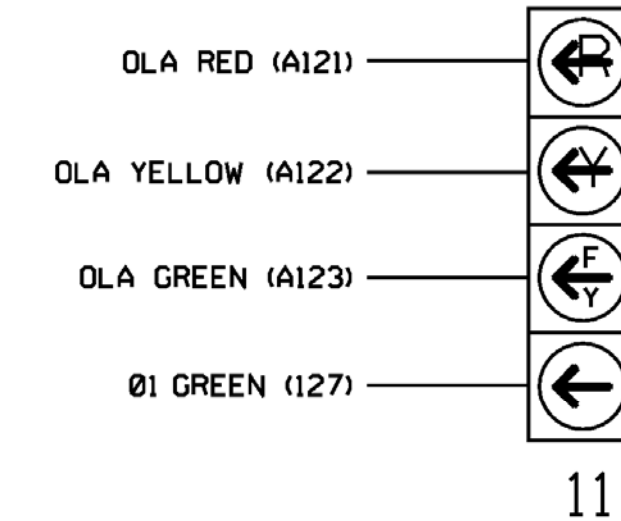 OLA RED (A121)
R
OLA YELLOW (A122)
Y
OLA GREEN (A123)
F
Y
Ø1 GREEN (127)
11